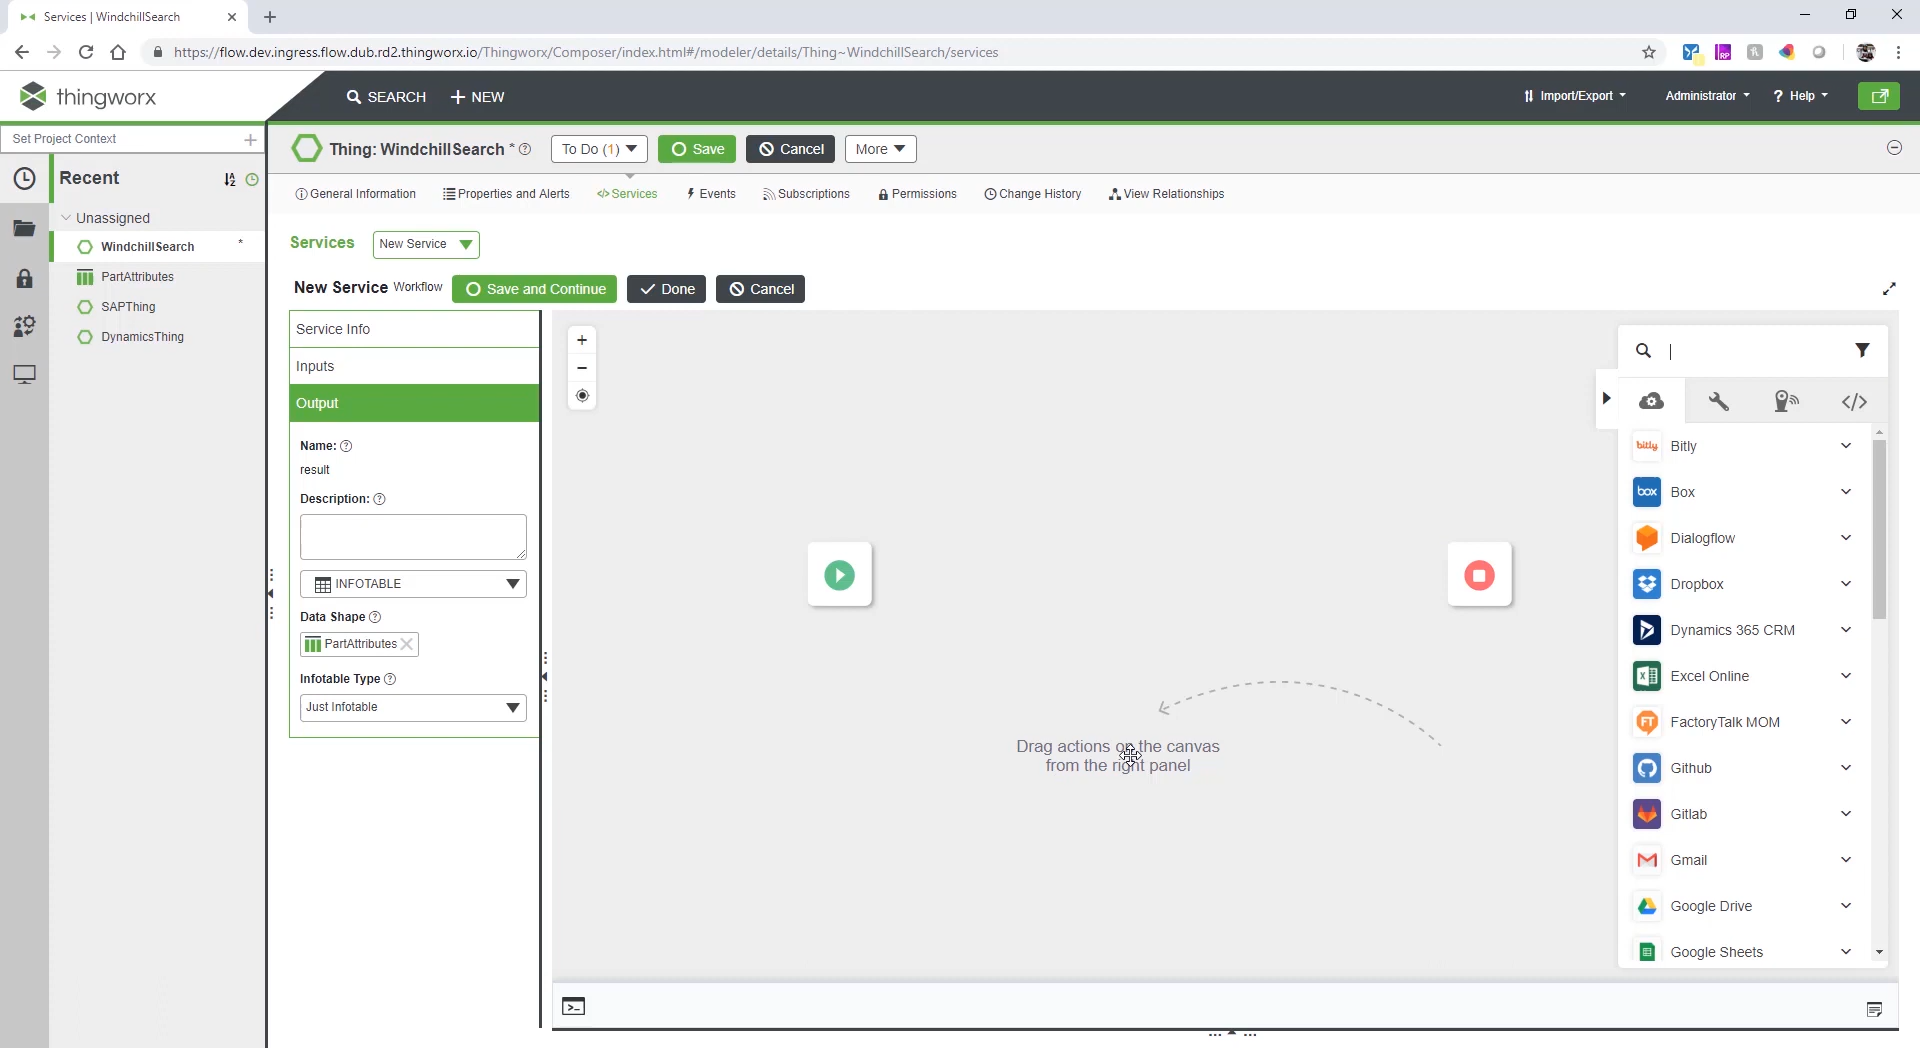 Services | WindchillSearch
https://flow.dev.ingress.flow.dub.rd2.thingworx.io/Thingworx/Composer/index.html#/modeler/details/Thing~WindchillSearch/services
thingworx
SEARCH
NEW
Import/Export
Administrator
? Help
Set Project Context
Thing: WindchillSearch *
To Do (1)
Save
Cancel
More
Recent
General Information
Properties and Alerts
Services
Events
Subscriptions
Permissions
Change History
View Relationships
Unassigned
WindchillSearch *
PartAttributes
SAPThing
DynamicsThing
Services
New Service
New Service Workflow
Save and Continue
Done
Cancel
Service Info
Inputs
Output
Name:
result
Description:
INFOTABLE
Data Shape
PartAttributes
Infotable Type
Just Infotable
Drag actions on the canvas
from the right panel
bitly
Bitly
box
Box
Dialogflow
Dropbox
Dynamics 365 CRM
Excel Online
FT
FactoryTalk MOM
Github
Gitlab
Gmail
Google Drive
Google Sheets